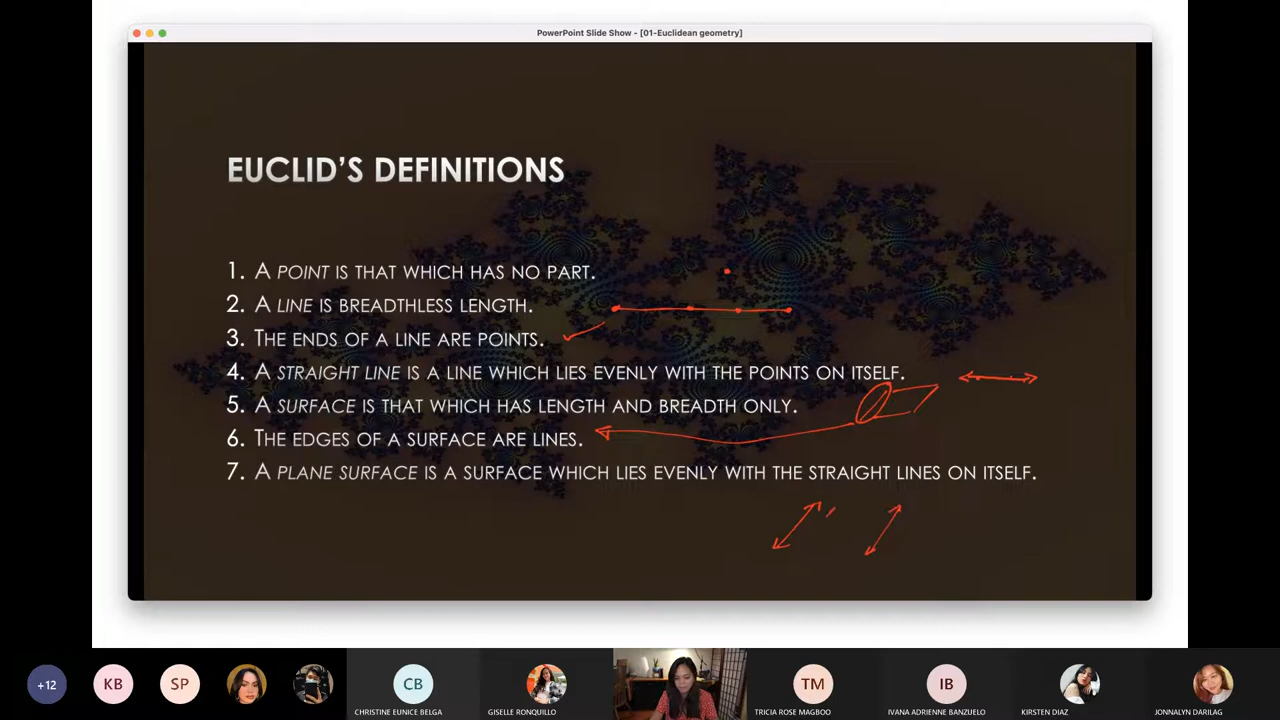 PowerPoint Slide Show - [01-Euclidean geometry]
EUCLID'S DEFINITIONS
1. A POINT IS THAT WHICH HAS NO PART.
2. A LINE IS BREADTHLESS LENGTH.
3. THE ENDS OF A LINE ARE POINTS.
4. A STRAIGHT LINE IS A LINE WHICH LIES EVENLY WITH THE POINTS ON ITSELF.
5. A SURFACE IS THAT WHICH HAS LENGTH AND BREADTH ONLY.
6. THE EDGES OF A SURFACE ARE LINES.
7. A PLANE SURFACE IS A SURFACE WHICH LIES EVENLY WITH THE STRAIGHT LINES ON ITSELF.
+12 KB SP CB TM IB
CHRISTINE EUNICE BELGA GISELLE RONQUILLO TRICIA ROSE MAGBOO IVANA ADRIENNE BANZUELO KIRSTEN DIAZ JONNALYN DARILAG